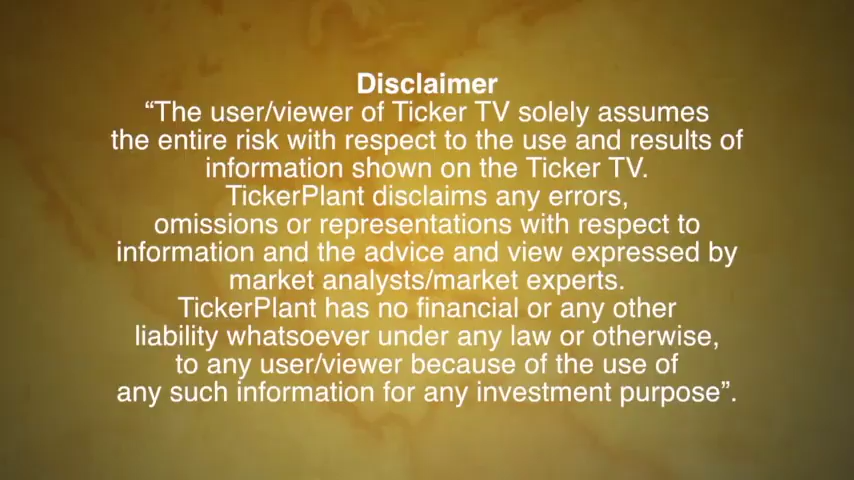 Disclaimer
“The user/viewer of Ticker TV solely assumes
the entire risk with respect to the use and results of
information shown on the Ticker TV.
TickerPlant disclaims any errors,
omissions or representations with respect to
information and the advice and view expressed by
market analysts/market experts.
TickerPlant has no financial or any other
liability whatsoever under any law or otherwise,
to any user/viewer because of the use of
any such information for any investment purpose”.